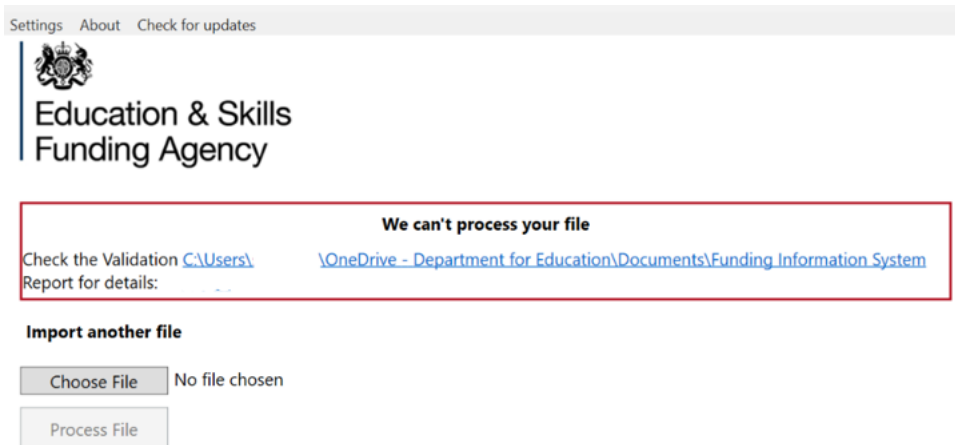 Settings About Check for updates
Education & Skills
Funding Agency
We can't process your file
Check the Validation C:\Users\ \OneDrive - Department for Education\Documents\Funding Information System
Report for details:
Import another file
Choose File No file chosen
Process File